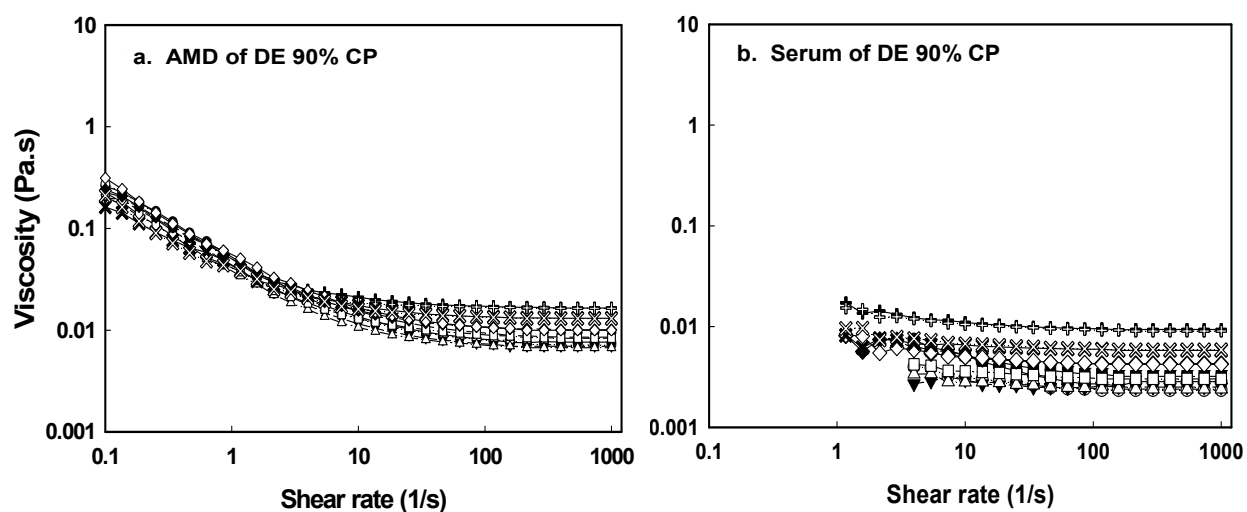 a. AMD of DE 90% CP
Viscosity (Pa.s)
10
1
0.1
0.01
0.001
0.1 1 10 100 1000
Shear rate (1/s)
b. Serum of DE 90% CP
10
1
0.1
0.01
0.001
0.1 1 10 100 1000
Shear rate (1/s)